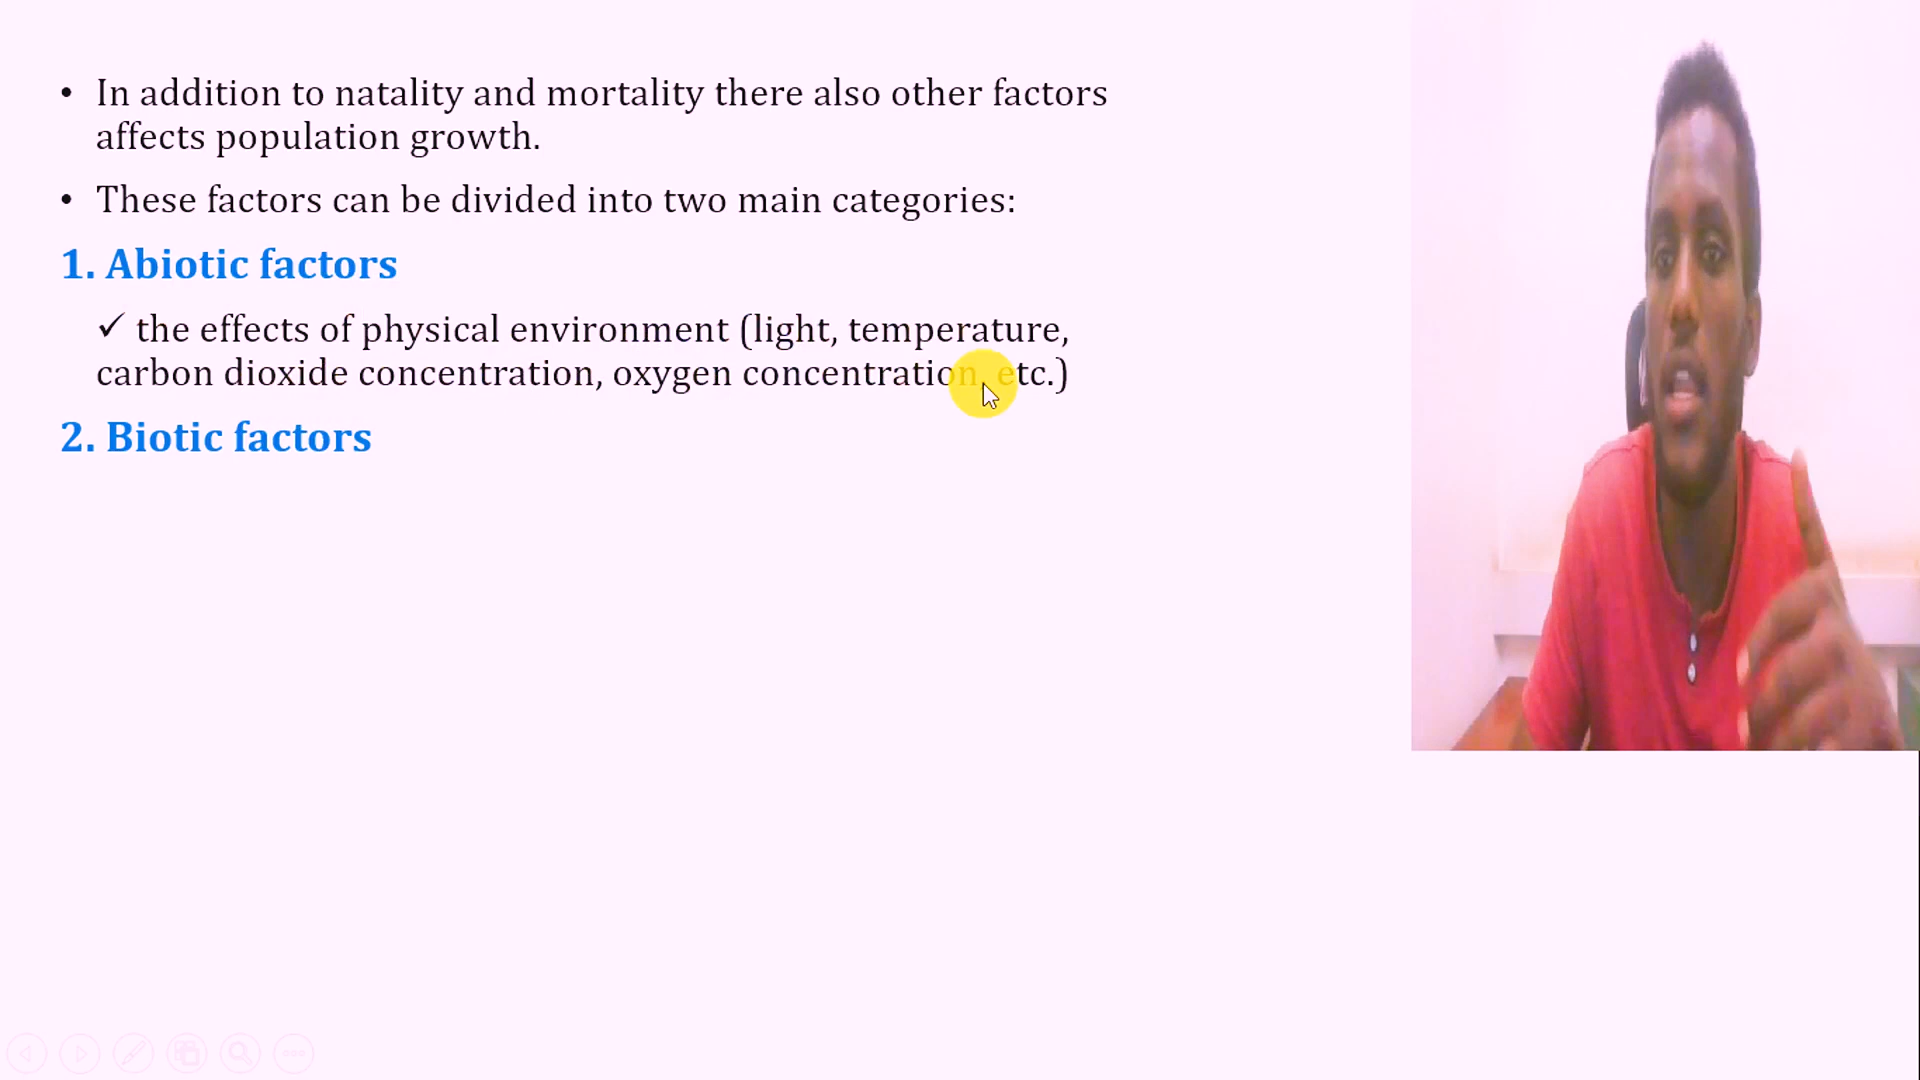 • In addition to natality and mortality there also other factors
affects population growth.
• These factors can be divided into two main categories:
1. Abiotic factors
✓ the effects of physical environment (light, temperature,
carbon dioxide concentration, oxygen concentration, etc.)
2. Biotic factors